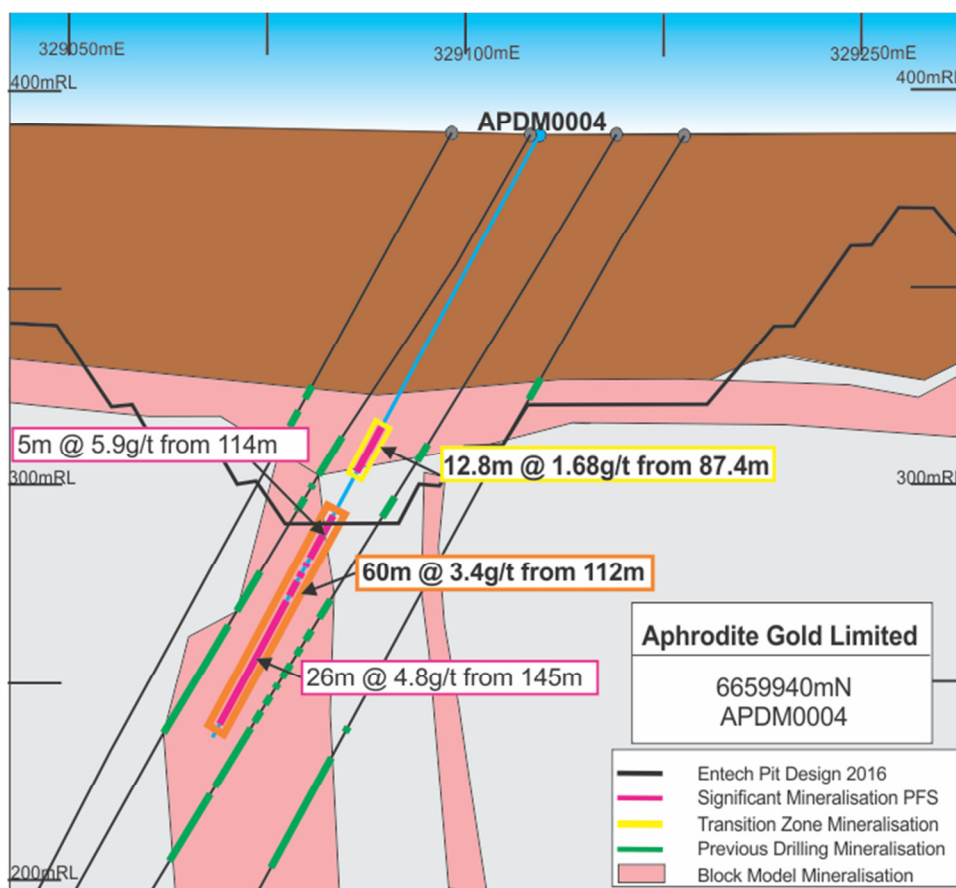 329050mE
329100mE
329250mE
400mRL
400mRL
APDM0004
5m @ 5.9g/t from 114m
12.8m @ 1.68g/t from 87.4m
300mRL
300mRL
60m @ 3.4g/t from 112m
26m @ 4.8g/t from 145m
Aphrodite Gold Limited
6659940mN
APDM0004
Entech Pit Design 2016
Significant Mineralisation PFS
Transition Zone Mineralisation
Previous Drilling Mineralisation
Block Model Mineralisation
200mRL